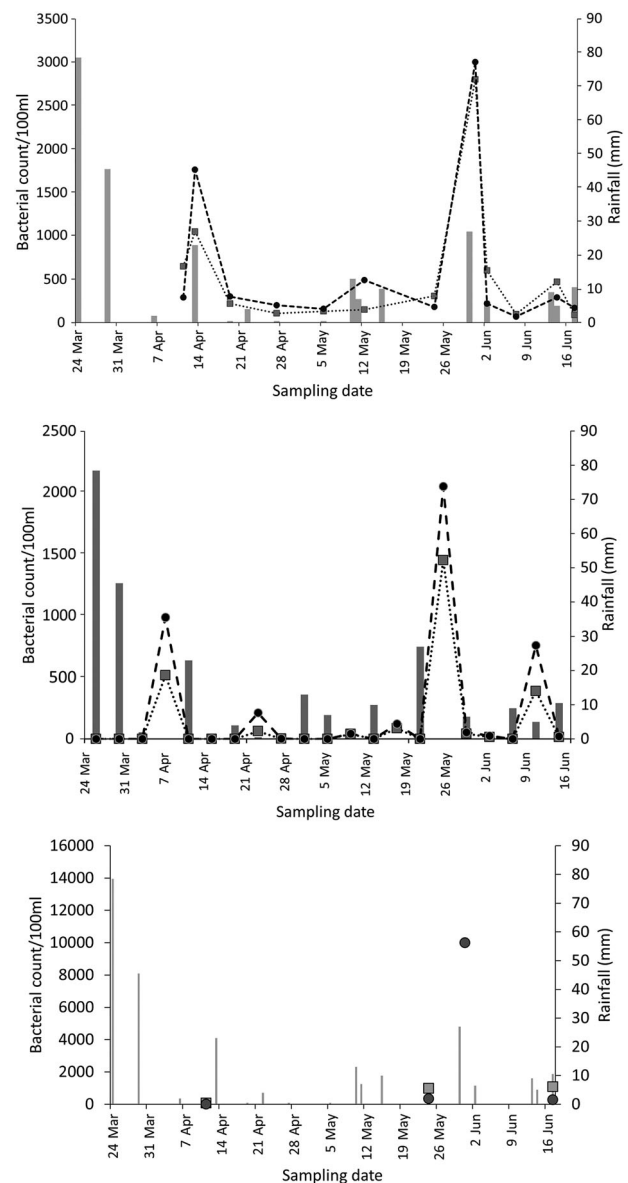 3500
3000
2500
2000
1500
1000
500
0
Bacterial count/100ml
90
80
70
60
50
40
30
20
10
0
Rainfall (mm)
24 Mar
31 Mar
7 Apr
14 Apr
21 Apr
28 Apr
5 May
12 May
19 May
26 May
2 Jun
9 Jun
16 Jun
Sampling date
2500
2000
1500
1000
500
0
Bacterial count/100ml
90
80
70
60
50
40
30
20
10
0
Rainfall (mm)
24 Mar
31 Mar
7 Apr
14 Apr
21 Apr
28 Apr
5 May
12 May
19 May
26 May
2 Jun
9 Jun
16 Jun
Sampling date
16000
14000
12000
10000
8000
6000
4000
2000
0
Bacterial count/100ml
90
80
70
60
50
40
30
20
10
0
Rainfall (mm)
24 Mar
31 Mar
7 Apr
14 Apr
21 Apr
28 Apr
5 May
12 May
19 May
26 May
2 Jun
9 Jun
16 Jun
Sampling date